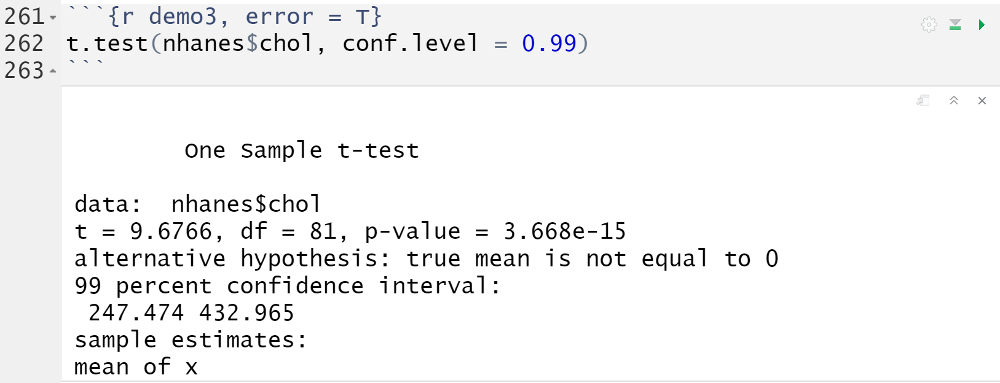 261 ```{r demo3, error = T}
262 t.test(nhanes$chol, conf.level = 0.99)
263 ```
One Sample t-test
data:  nhanes$chol
t = 9.6766, df = 81, p-value = 3.668e-15
alternative hypothesis: true mean is not equal to 0
99 percent confidence interval:
 247.474 432.965
sample estimates:
mean of x